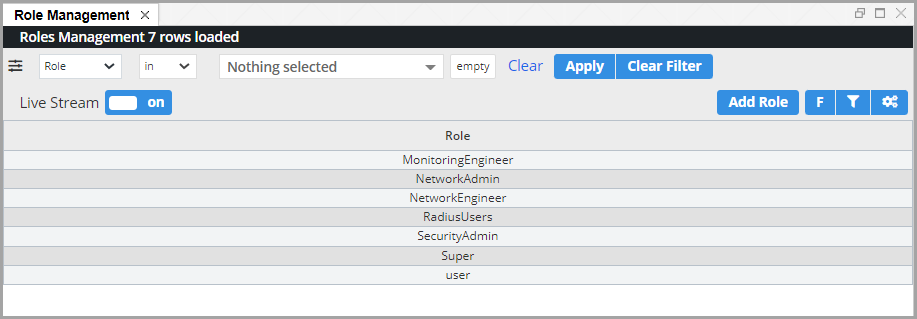 Role Management
Roles Management 7 rows loaded
Role in Nothing selected empty Clear Apply Clear Filter
Live Stream on Add Role F
Role
MonitoringEngineer
NetworkAdmin
NetworkEngineer
RadiusUsers
SecurityAdmin
Super
user